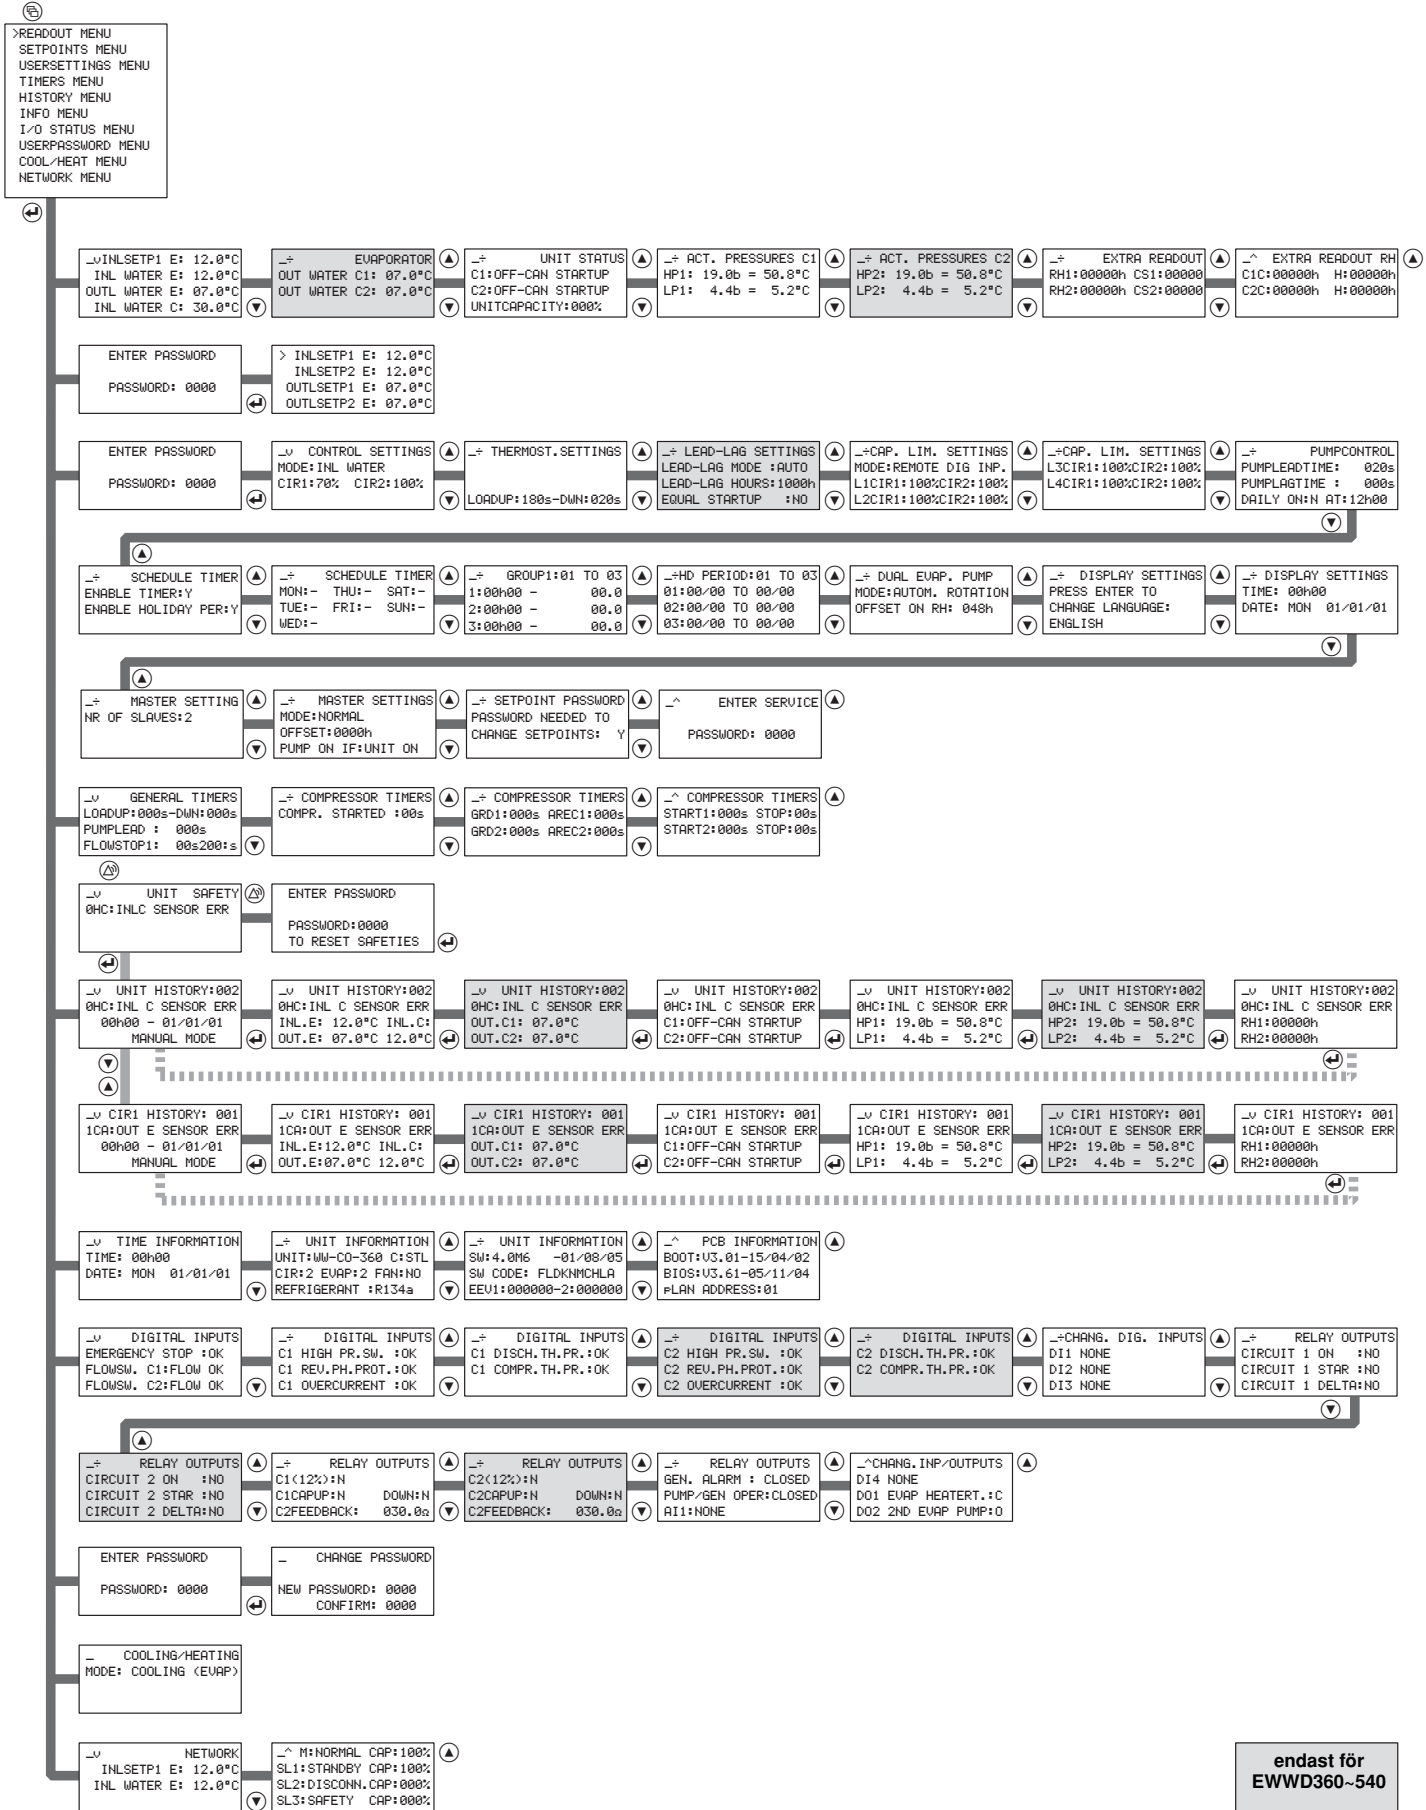 >READOUT MENU
SETPOINTS MENU
USERSETTINGS MENU
TIMERS MENU
HISTORY MENU
INFO MENU
I/O STATUS MENU
USERPASSWORD MENU
COOL/HEAT MENU
NETWORK MENU
_vINLSETP1 E: 12.0°C
INL WATER E: 12.0°C
OUTL WATER E: 07.0°C
INL WATER C: 30.0°C
_÷ EVAPORATOR
OUT WATER C1: 07.0°C
OUT WATER C2: 07.0°C
_÷ UNIT STATUS
C1:OFF-CAN STARTUP
C2:OFF-CAN STARTUP
UNITCAPACITY:000%
_÷ ACT. PRESSURES C1
HP1: 19.0b = 50.8°C
LP1: 4.4b = 5.2°C
_÷ ACT. PRESSURES C2
HP2: 19.0b = 50.8°C
LP2: 4.4b = 5.2°C
_÷ EXTRA READOUT
RH1:00000h CS1:00000
RH2:00000h CS2:00000
_^ EXTRA READOUT RH
C1C:00000h H:00000h
C2C:00000h H:00000h
ENTER PASSWORD
PASSWORD: 0000
> INLSETP1 E: 12.0°C
INLSETP2 E: 12.0°C
OUTLSETP1 E: 07.0°C
OUTLSETP2 E: 07.0°C
ENTER PASSWORD
PASSWORD: 0000
_v CONTROL SETTINGS
MODE:INL WATER
CIR1:70% CIR2:100%
_÷ THERMOST.SETTINGS
LOADUP:180s-DWN:020s
_÷ LEAD-LAG SETTINGS
LEAD-LAG MODE :AUTO
LEAD-LAG HOURS:1000h
EQUAL STARTUP :NO
_÷CAP. LIM. SETTINGS
MODE:REMOTE DIG INP.
L1CIR1:100%CIR2:100%
L2CIR1:100%CIR2:100%
_÷CAP. LIM. SETTINGS
L3CIR1:100%CIR2:100%
L4CIR1:100%CIR2:100%
_÷ PUMPCONTROL
PUMPLEADTIME: 020s
PUMPLAGTIME : 000s
DAILY ON:N AT:12h00
_÷ SCHEDULE TIMER
ENABLE TIMER:Y
ENABLE HOLIDAY PER:Y
_÷ SCHEDULE TIMER
MON:- THU:- SAT:-
TUE:- FRI:- SUN:-
WED:-
_÷ GROUP1:01 TO 03
1:00h00 - 00.0
2:00h00 - 00.0
3:00h00 - 00.0
_÷HD PERIOD:01 TO 03
01:00/00 TO 00/00
02:00/00 TO 00/00
03:00/00 TO 00/00
_÷ DUAL EVAP. PUMP
MODE:AUTOM. ROTATION
OFFSET ON RH: 048h
_÷ DISPLAY SETTINGS
PRESS ENTER TO
CHANGE LANGUAGE:
ENGLISH
_÷ DISPLAY SETTINGS
TIME: 00h00
DATE: MON 01/01/01
_÷ MASTER SETTING
NR OF SLAVES:2
_÷ MASTER SETTINGS
MODE:NORMAL
OFFSET:0000h
PUMP ON IF:UNIT ON
_÷ SETPOINT PASSWORD
PASSWORD NEEDED TO
CHANGE SETPOINTS: Y
_^ ENTER SERVICE
PASSWORD: 0000
_v GENERAL TIMERS
LOADUP:000s-DWN:000s
PUMPLEAD : 000s
FLOWSTOP1: 00s200:s
_÷ COMPRESSOR TIMERS
COMPR. STARTED :00s
_÷ COMPRESSOR TIMERS
GRD1:000s AREC1:000s
GRD2:000s AREC2:000s
_^ COMPRESSOR TIMERS
START1:000s STOP:00s
START2:000s STOP:00s
_v UNIT SAFETY
0HC:INLC SENSOR ERR
ENTER PASSWORD
PASSWORD:0000
TO RESET SAFETIES
_v UNIT HISTORY:002
0HC:INL C SENSOR ERR
00h00 - 01/01/01
MANUAL MODE
_v UNIT HISTORY:002
0HC:INL C SENSOR ERR
INL.E: 12.0°C INL.C:
OUT.E: 07.0°C 12.0°C
_v UNIT HISTORY:002
0HC:INL C SENSOR ERR
OUT.C1: 07.0°C
OUT.C2: 07.0°C
_v UNIT HISTORY:002
0HC:INL C SENSOR ERR
C1:OFF-CAN STARTUP
C2:OFF-CAN STARTUP
_v UNIT HISTORY:002
0HC:INL C SENSOR ERR
HP1: 19.0b = 50.8°C
LP1: 4.4b = 5.2°C
_v UNIT HISTORY:002
0HC:INL C SENSOR ERR
HP2: 19.0b = 50.8°C
LP2: 4.4b = 5.2°C
_v UNIT HISTORY:002
0HC:INL C SENSOR ERR
RH1:00000h
RH2:00000h
_v CIR1 HISTORY: 001
1CA:OUT E SENSOR ERR
00h00 - 01/01/01
MANUAL MODE
_v CIR1 HISTORY: 001
1CA:OUT E SENSOR ERR
INL.E:12.0°C INL.C:
OUT.E:07.0°C 12.0°C
_v CIR1 HISTORY: 001
1CA:OUT E SENSOR ERR
OUT.C1: 07.0°C
OUT.C2: 07.0°C
_v CIR1 HISTORY: 001
1CA:OUT E SENSOR ERR
C1:OFF-CAN STARTUP
C2:OFF-CAN STARTUP
_v CIR1 HISTORY: 001
1CA:OUT E SENSOR ERR
HP1: 19.0b = 50.8°C
LP1: 4.4b = 5.2°C
_v CIR1 HISTORY: 001
1CA:OUT E SENSOR ERR
HP2: 19.0b = 50.8°C
LP2: 4.4b = 5.2°C
_v CIR1 HISTORY: 001
1CA:OUT E SENSOR ERR
RH1:00000h
RH2:00000h
_v TIME INFORMATION
TIME: 00h00
DATE: MON 01/01/01
_÷ UNIT INFORMATION
UNIT:WW-CO-360 C:STL
CIR:2 EVAP:2 FAN:NO
REFRIGERANT :R134a
_÷ UNIT INFORMATION
SW:4.0M6 -01/08/05
SW CODE: FLDKNMCHLA
EEV1:000000-2:000000
_^ PCB INFORMATION
BOOT:V3.01-15/04/02
BIOS:V3.61-05/11/04
PLAN ADDRESS:01
_v DIGITAL INPUTS
EMERGENCY STOP :OK
FLOWSW. C1:FLOW OK
FLOWSW. C2:FLOW OK
_÷ DIGITAL INPUTS
C1 HIGH PR.SW. :OK
C1 REV.PH.PROT.:OK
C1 OVERCURRENT :OK
_÷ DIGITAL INPUTS
C1 DISCH.TH.PR.:OK
C1 COMPR.TH.PR.:OK
_÷ DIGITAL INPUTS
C2 HIGH PR.SW. :OK
C2 REV.PH.PROT.:OK
C2 OVERCURRENT :OK
_÷ DIGITAL INPUTS
C2 DISCH.TH.PR.:OK
C2 COMPR.TH.PR.:OK
_÷CHANG. DIG. INPUTS
DI1 NONE
DI2 NONE
DI3 NONE
_÷ RELAY OUTPUTS
CIRCUIT 1 ON :NO
CIRCUIT 1 STAR :NO
CIRCUIT 1 DELTA:NO
_÷ RELAY OUTPUTS
CIRCUIT 2 ON :NO
CIRCUIT 2 STAR :NO
CIRCUIT 2 DELTA:NO
_÷ RELAY OUTPUTS
C1(12%):N
C1CAPUP:N DOWN:N
C2FEEDBACK: 030.0Ω
_÷ RELAY OUTPUTS
C2(12%):N
C2CAPUP:N DOWN:N
C2FEEDBACK: 030.0Ω
_÷ RELAY OUTPUTS
GEN. ALARM : CLOSED
PUMP/GEN OPER:CLOSED
AI1:NONE
_^CHANG.INP/OUTPUTS
DI4 NONE
DO1 EVAP HEATERT.:C
DO2 2ND EVAP PUMP:O
ENTER PASSWORD
PASSWORD: 0000
_ CHANGE PASSWORD
NEW PASSWORD: 0000
CONFIRM: 0000
_ COOLING/HEATING
MODE: COOLING (EVAP)
_v NETWORK
INLSETP1 E: 12.0°C
INL WATER E: 12.0°C
_^ M:NORMAL CAP:100%
SL1:STANDBY CAP:100%
SL2:DISCONN.CAP:000%
SL3:SAFETY CAP:000%
endast för
EWWD360~540